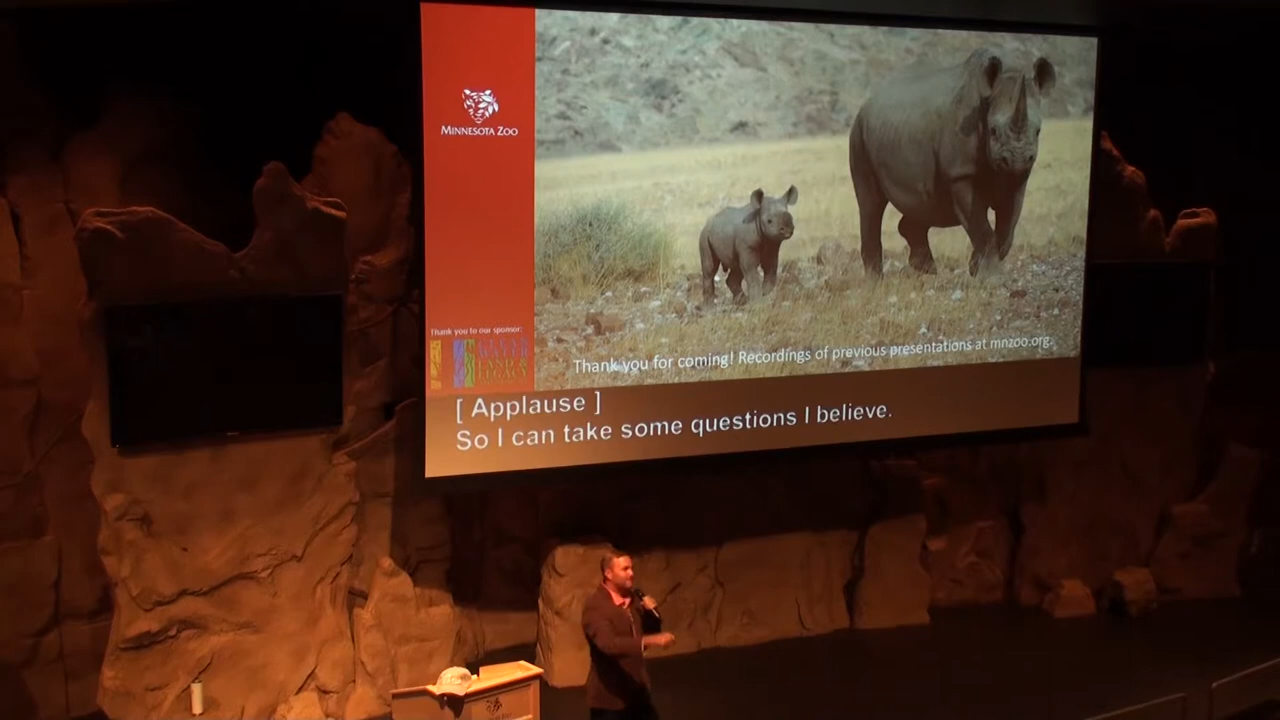 MINNESOTA ZOO
Thank you to our sponsor:
Thank you for coming! Recordings of previous presentations at mnzoo.org.
[ Applause ]
So I can take some questions I believe.